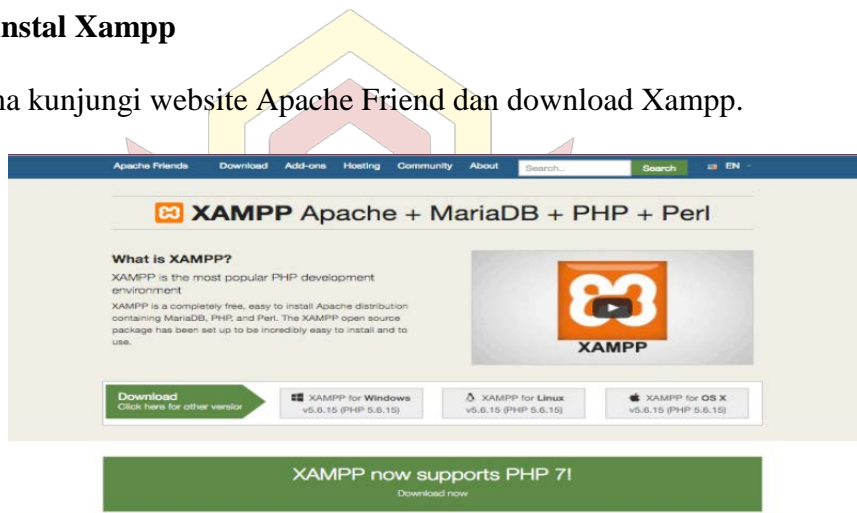 instal Xampp
na kunjungi website Apache Friend dan download Xampp.
Apache Friends Download Add-ons Hosting Community About Search... Search EN
XAMPP Apache + MariaDB + PHP + Perl
What is XAMPP?
XAMPP is the most popular PHP development
environment
XAMPP is a completely free, easy to install Apache distribution
containing MariaDB, PHP, and Perl. The XAMPP open source
package has been set up to be incredibly easy to install and to
use.
XAMPP
Download
Click here for other version
XAMPP for Windows
v5.6.15 (PHP 5.6.15)
XAMPP for Linux
v5.6.15 (PHP 5.6.15)
XAMPP for OS X
v5.6.15 (PHP 5.6.15)
XAMPP now supports PHP 7!
Download now